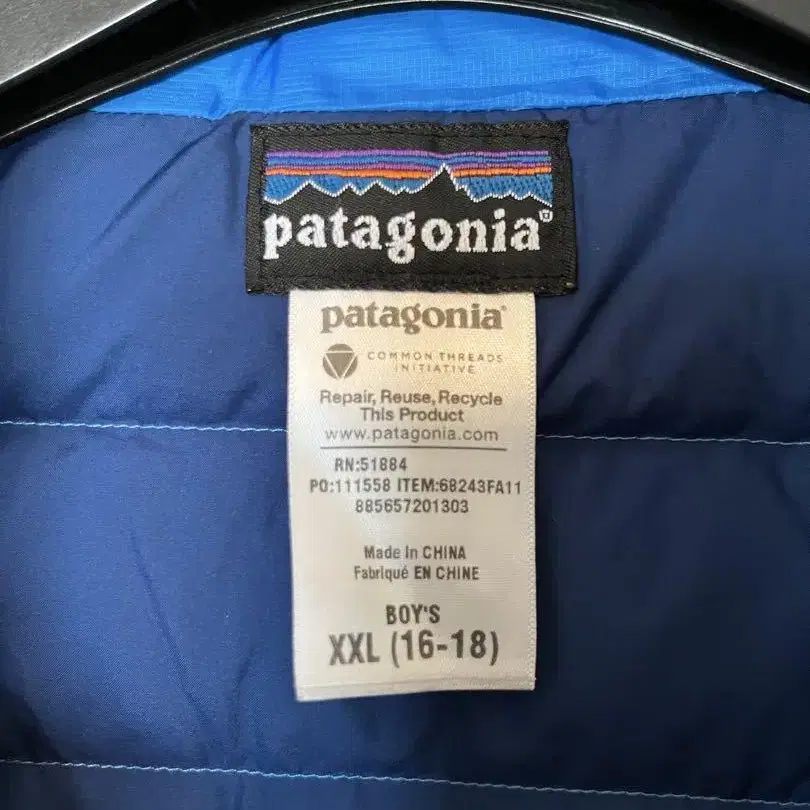 patagonia®
patagonia®
COMMON THREADS
INITIATIVE
Repair, Reuse, Recycle
This Product
www.patagonia.com
RN:51884
PO:111558 ITEM:68243FA11
885657201303
Made In CHINA
Fabriqué EN CHINE
BOY'S
XXL (16-18)